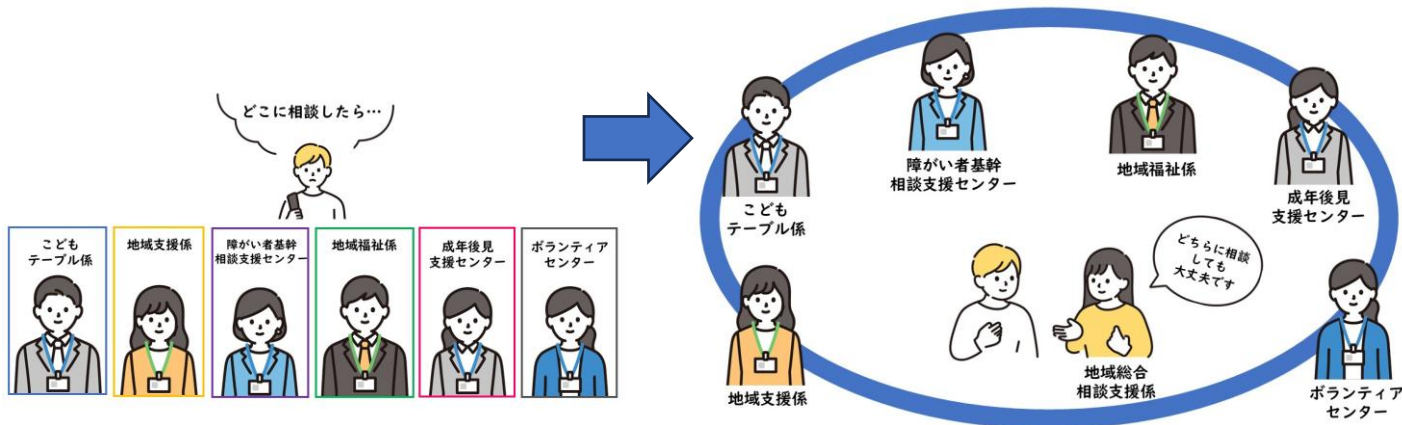 どこに相談したら…
こども
テーブル係
地域支援係
障がい者基幹
相談支援センター
地域福祉係
成年後見
支援センター
ボランティア
センター
障がい者基幹
相談支援センター
地域福祉係
こども
テーブル係
成年後見
支援センター
どちらに相談
しても
大丈夫です
地域支援係
地域総合
相談支援係
ボランティア
センター